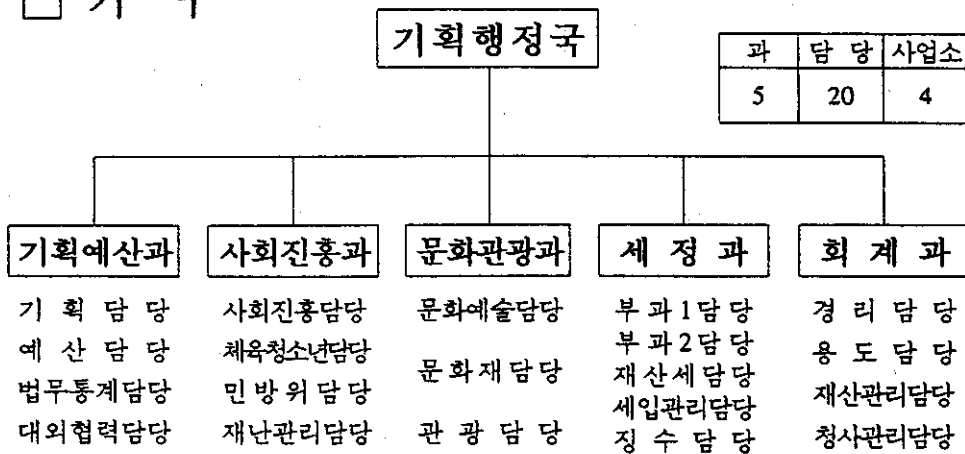 기획행정국
과 담당 사업소
5 20 4
기획예산과 사회진흥과 문화관광과 세정과 회계과
기획담당
예산담당
법무통계담당
대외협력담당
사회진흥담당
체육청소년담당
민방위담당
재난관리담당
문화예술담당
문화재담당
관광담당
부과1담당
부과2담당
재산세담당
세입관리담당
징수담당
경리담당
용도담당
재산관리담당
청사관리담당